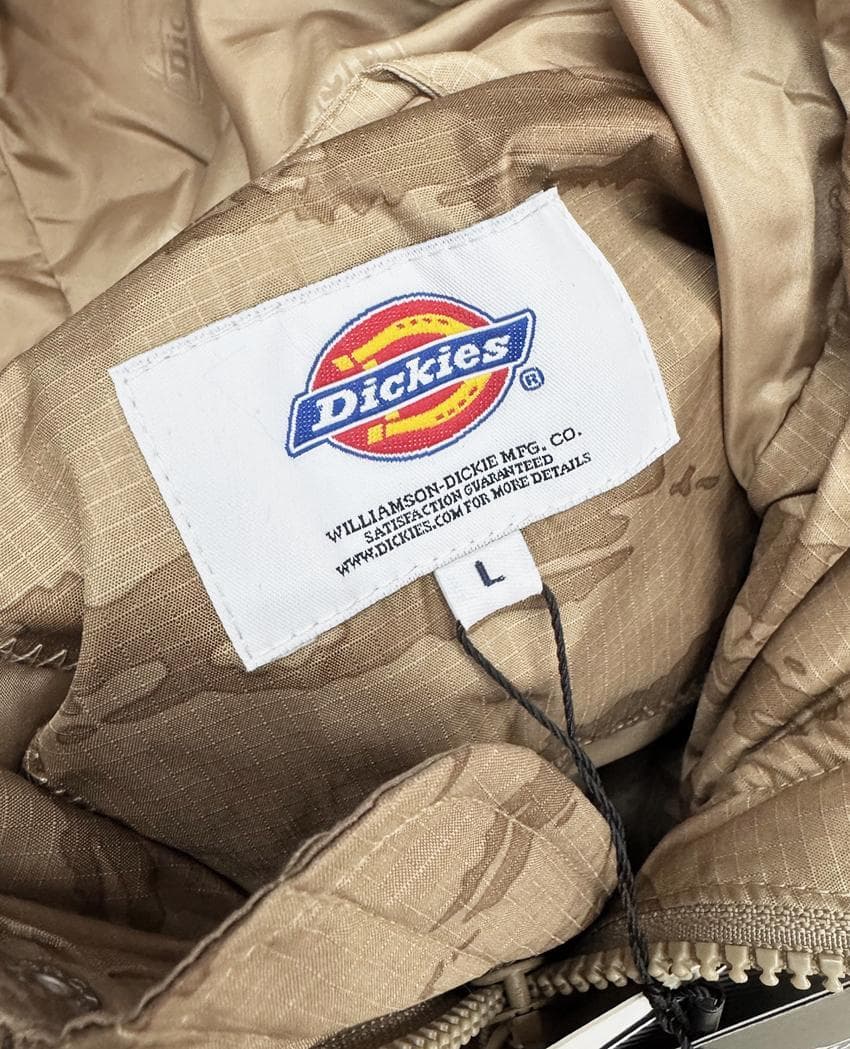 Dickies
®
WILLIAMSON-DICKIE MFG. CO.
SATISFACTION GUARANTEED
WWW.DICKIES.COM FOR MORE DETAILS
L